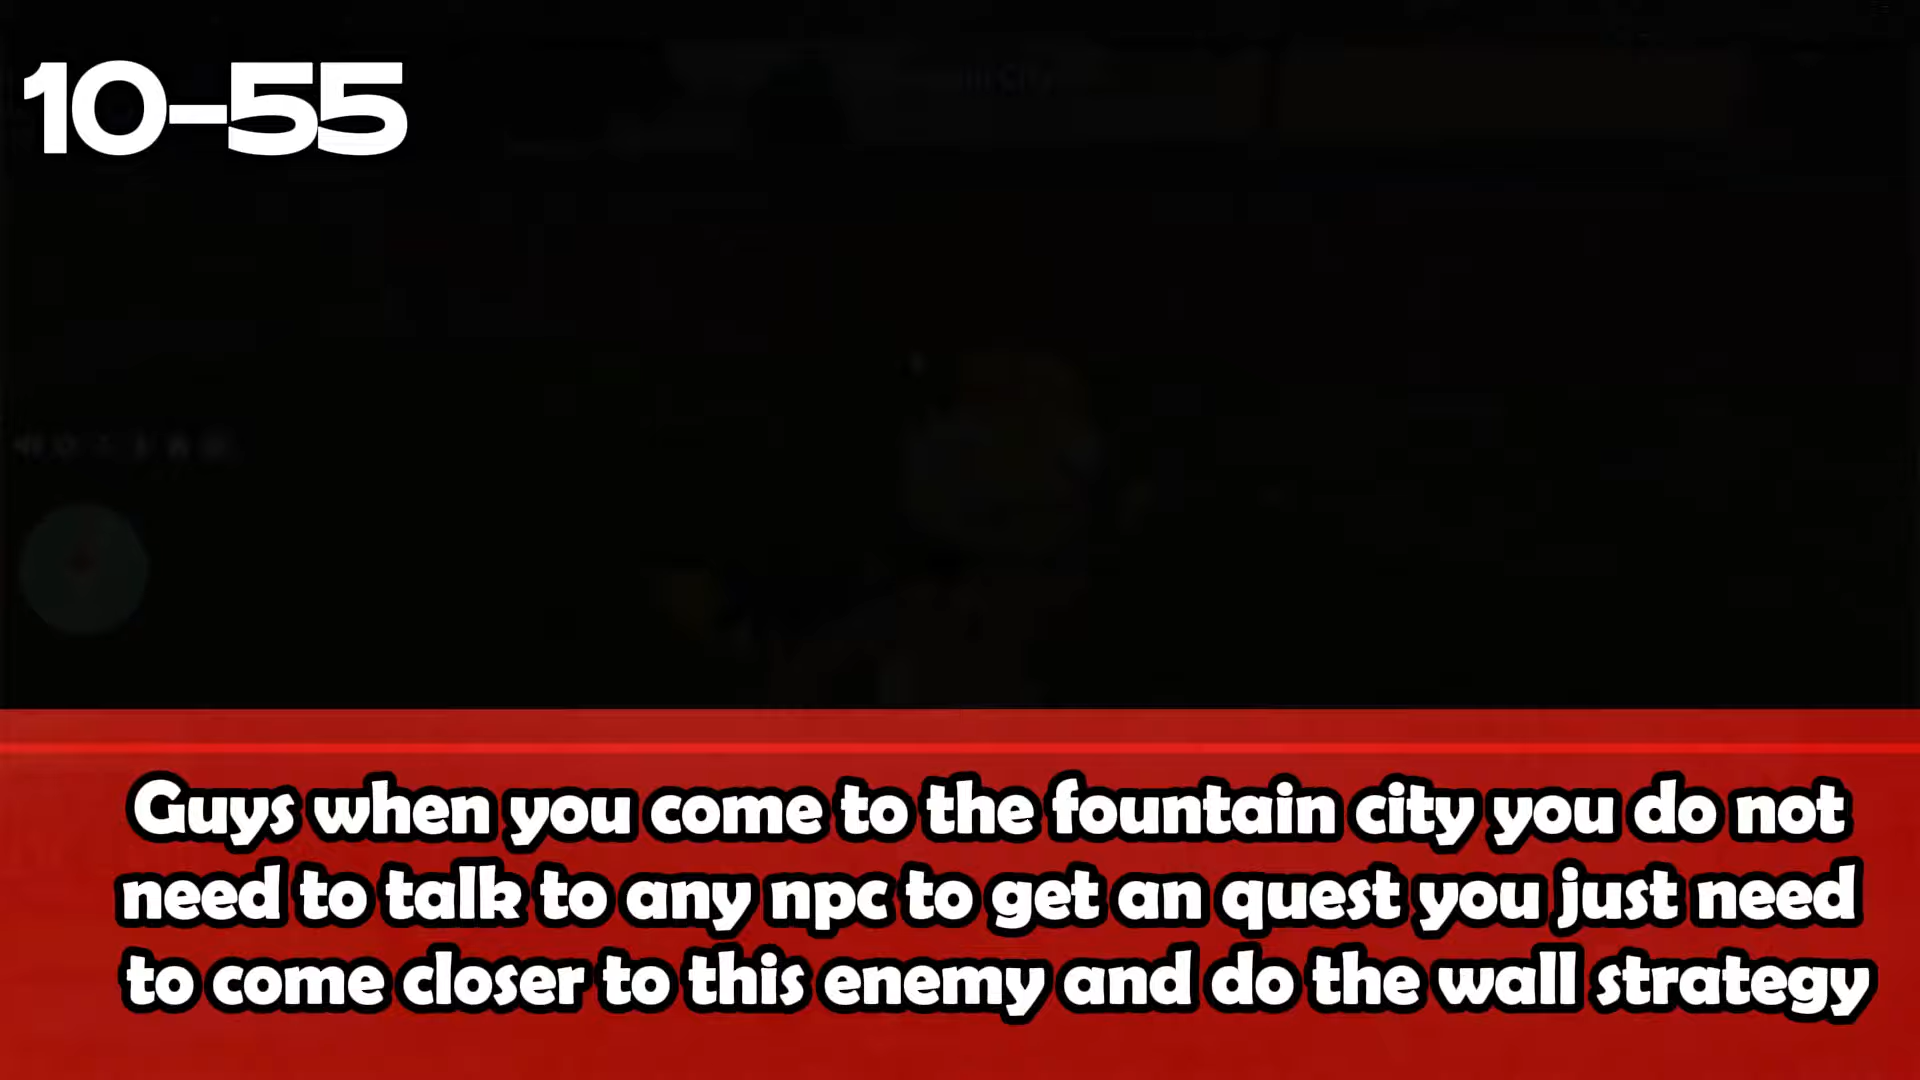 10-55
Guys when you come to the fountain city you do not
need to talk to any npc to get an quest you just need
to come closer to this enemy and do the wall strategy